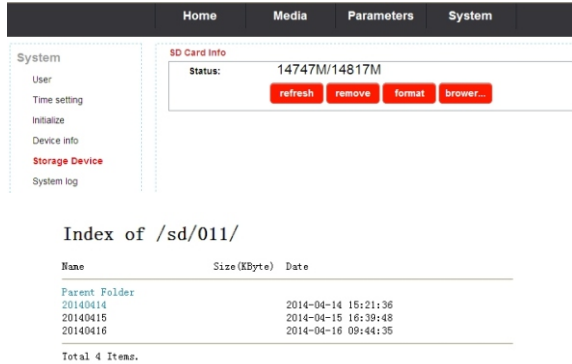 Home Media Parameters System
System
User
Time setting
Initialize
Device info
Storage Device
System log
SD Card Info
Status: 14747M/14817M
refresh remove format brower...
Index of /sd/011/
Name Size(KByte) Date
Parent Folder
20140414 2014-04-14 15:21:36
20140415 2014-04-15 16:39:48
20140416 2014-04-16 09:44:35
Total 4 Items.